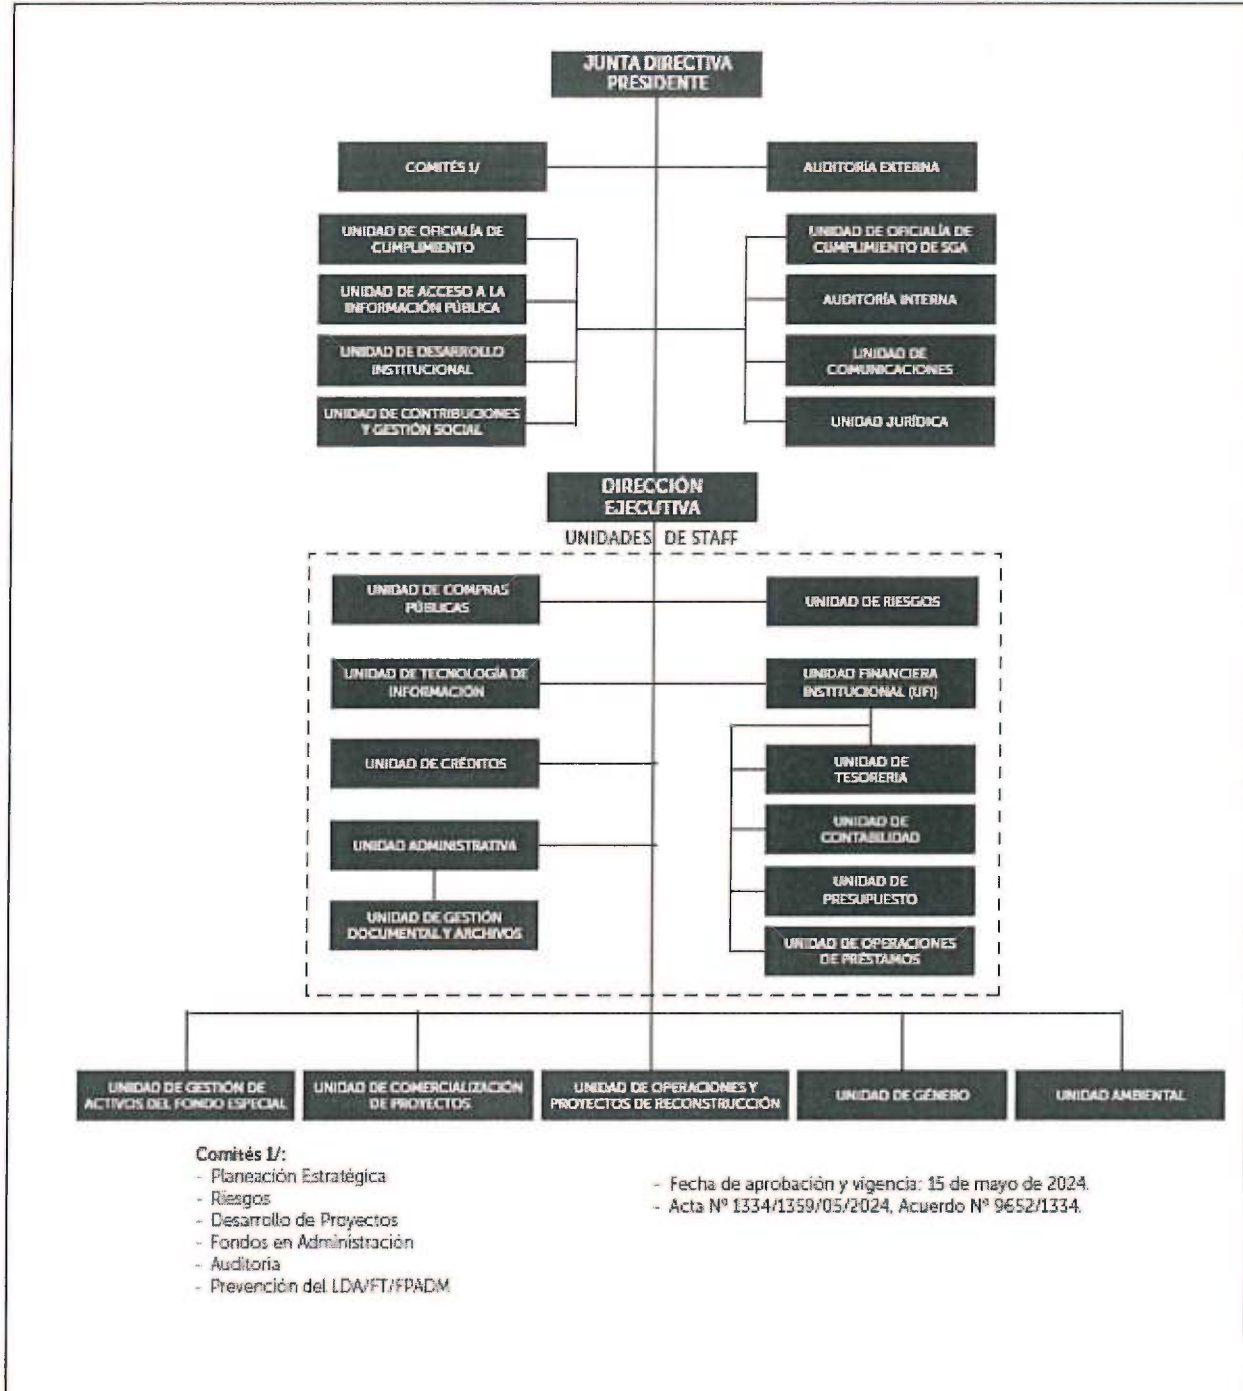 JUNTA DIRECTIVA
PRESIDENTE
COMITÉS 1/
AUDITORÍA EXTERNA
UNIDAD DE OFICIALÍA DE
CUMPLIMIENTO
UNIDAD DE OFICIALÍA DE
CUMPLIMIENTO DE SGA
UNIDAD DE ACCESO A LA
INFORMACIÓN PÚBLICA
AUDITORÍA INTERNA
UNIDAD DE DESARROLLO
INSTITUCIONAL
UNIDAD DE
COMUNICACIONES
UNIDAD DE CONTRIBUCIONES
Y GESTIÓN SOCIAL
UNIDAD JURÍDICA
DIRECCIÓN
EJECUTIVA
UNIDADES DE STAFF
UNIDAD DE COMPRAS
PÚBLICAS
UNIDAD DE RIESGOS
UNIDAD DE TECNOLOGÍA DE
INFORMACIÓN
UNIDAD FINANCIERA
INSTITUCIONAL (UFI)
UNIDAD DE CRÉDITOS
UNIDAD DE
TESORERIA
UNIDAD ADMINISTRATIVA
UNIDAD DE
CONTABILIDAD
UNIDAD DE GESTIÓN
DOCUMENTAL Y ARCHIVOS
UNIDAD DE
PRESUPUESTO
UNIDAD DE OPERACIONES
DE PRÉSTAMOS
UNIDAD DE GESTIÓN DE
ACTIVOS DEL FONDO ESPECIAL
UNIDAD DE COMERCIALIZACIÓN
DE PROYECTOS
UNIDAD DE OPERACIONES Y
PROYECTOS DE RECONSTRUCCIÓN
UNIDAD DE GÉNERO
UNIDAD AMBIENTAL
Comités 1/:
- Planeación Estratégica
- Riesgos
- Desarrollo de Proyectos
- Fondos en Administración
- Auditoria
- Prevención del LDA/FT/FPADM
- Fecha de aprobación y vigencia: 15 de mayo de 2024.
- Acta Nº 1334/1359/05/2024, Acuerdo Nº 9652/1334.